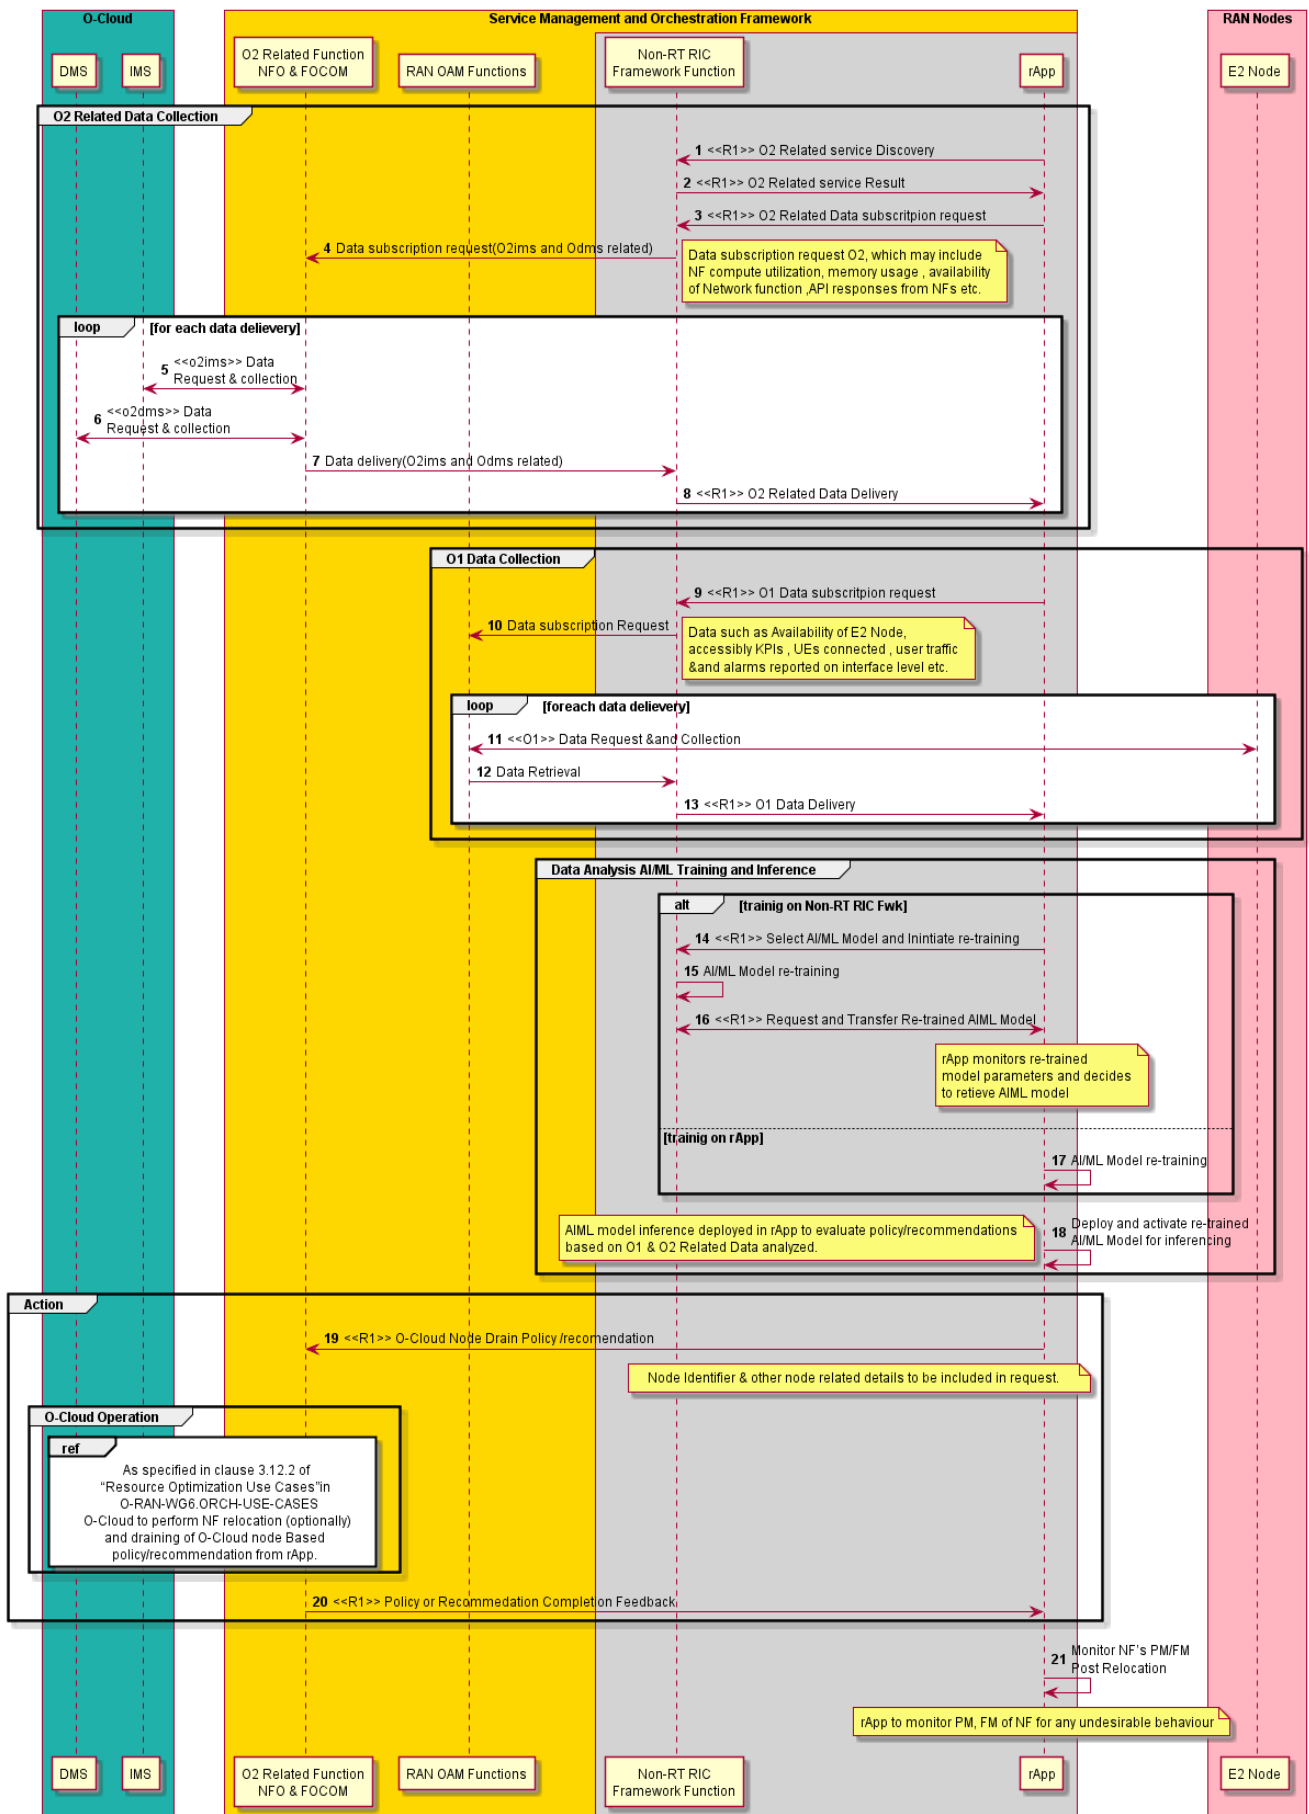 O-Cloud
Service Management and Orchestration Framework
RAN Nodes
DMS
IMS
O2 Related Function
NFO & FOCOM
RAN OAM Functions
Non-RT RIC
Framework Function
rApp
E2 Node
O2 Related Data Collection
1 <<R1>> O2 Related service Discovery
2 <<R1>> O2 Related service Result
3 <<R1>> O2 Related Data subscritpion request
4 Data subscription request(O2ims and Odms related)
Data subscription request O2, which may include
NF compute utilization, memory usage , availability
of Network function ,API responses from NFs etc.
loop
[for each data delievery]
5 <<o2ims>> Data
Request & collection
6 <<o2dms>> Data
Request & collection
7 Data delivery(O2ims and Odms related)
8 <<R1>> O2 Related Data Delivery
O1 Data Collection
9 <<R1>> O1 Data subscritpion request
10 Data subscription Request
Data such as Availability of E2 Node,
accessibly KPIs , UEs connected , user traffic
&and alarms reported on interface level etc.
loop
[foreach data delievery]
11 <<O1>> Data Request &and Collection
12 Data Retrieval
13 <<R1>> O1 Data Delivery
Data Analysis AI/ML Training and Inference
alt
[trainig on Non-RT RIC Fwk]
14 <<R1>> Select AI/ML Model and Inintiate re-training
15 AI/ML Model re-training
16 <<R1>> Request and Transfer Re-trained AIML Model
rApp monitors re-trained
model parameters and decides
to retieve AIML model
[trainig on rApp]
17 AI/ML Model re-training
AIML model inference deployed in rApp to evaluate policy/recommendations
based on O1 & O2 Related Data analyzed.
18 Deploy and activate re-trained
AI/ML Model for inferencing
Action
19 <<R1>> O-Cloud Node Drain Policy /recomendation
Node Identifier & other node related details to be included in request.
O-Cloud Operation
ref
As specified in clause 3.12.2 of
“Resource Optimization Use Cases”in
O-RAN-WG6.ORCH-USE-CASES
O-Cloud to perform NF relocation (optionally)
and draining of O-Cloud node Based
policy/recommendation from rApp.
20 <<R1>> Policy or Recommedation Completion Feedback
21 Monitor NF's PM/FM
Post Relocation
rApp to monitor PM, FM of NF for any undesirable behaviour
DMS
IMS
O2 Related Function
NFO & FOCOM
RAN OAM Functions
Non-RT RIC
Framework Function
rApp
E2 Node